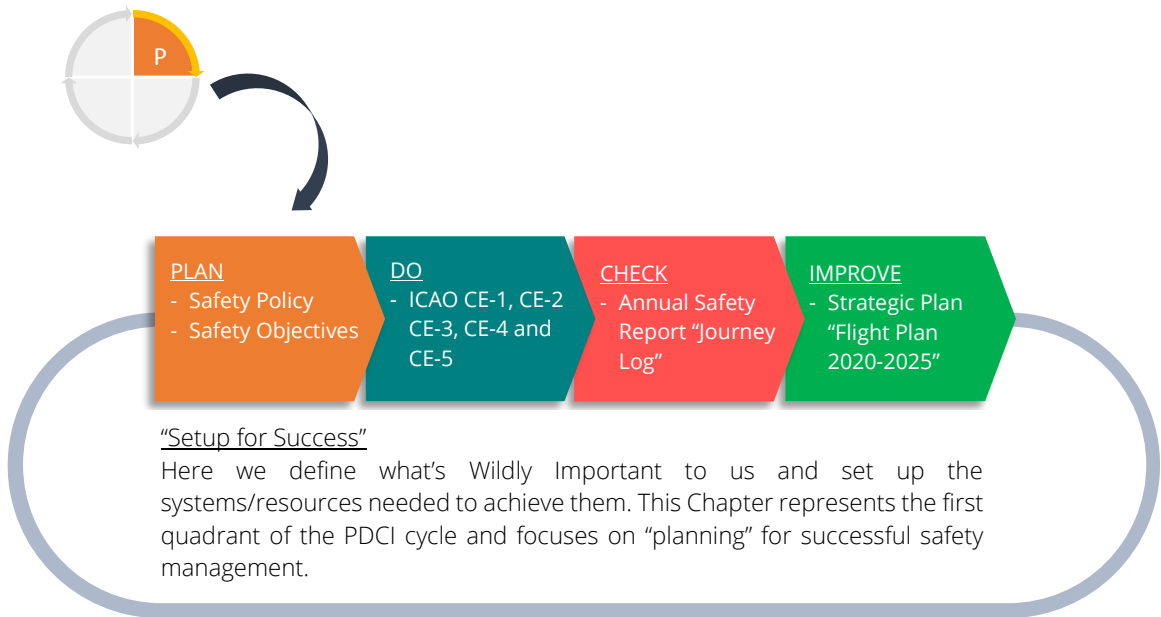 P
PLAN
- Safety Policy
- Safety Objectives
DO
- ICAO CE-1, CE-2
CE-3, CE-4 and
CE-5
CHECK
- Annual Safety
Report “Journey
Log”
IMPROVE
- Strategic Plan
“Flight Plan
2020-2025”
“Setup for Success”
Here we define what’s Wildly Important to us and set up the
systems/resources needed to achieve them. This Chapter represents the first
quadrant of the PDCI cycle and focuses on “planning” for successful safety
management.